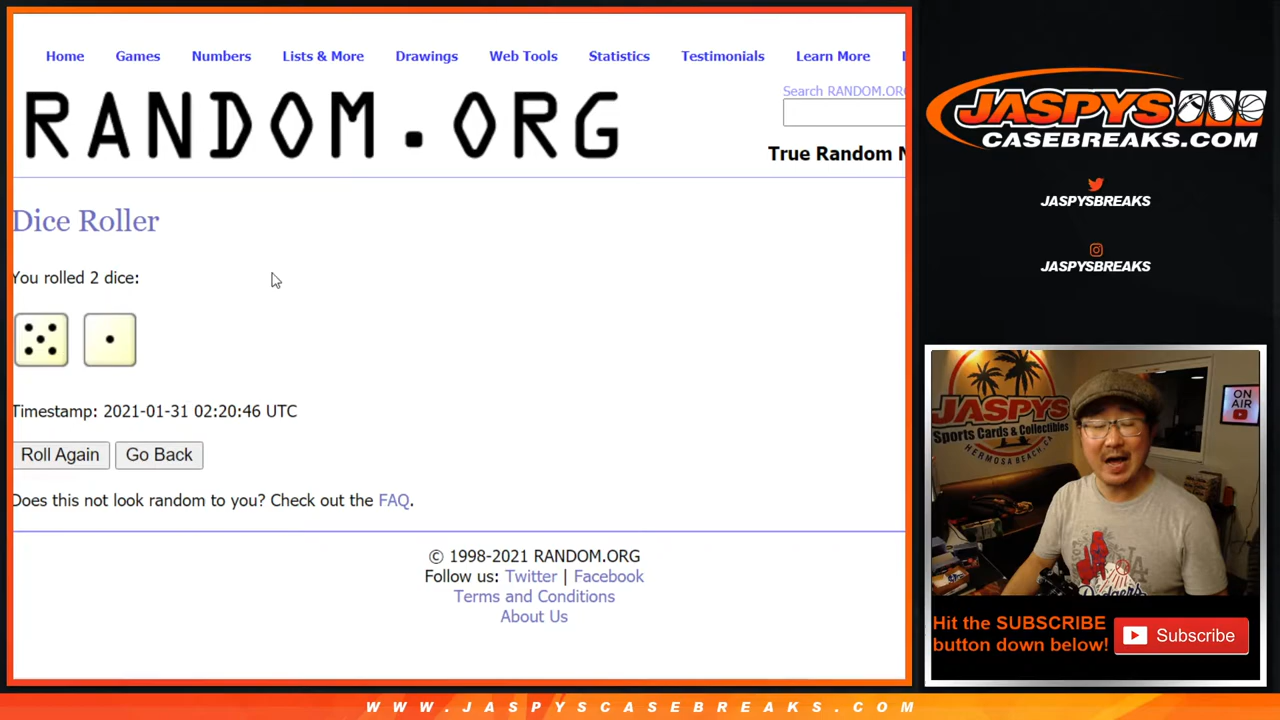 Home Games Numbers Lists & More Drawings Web Tools Statistics Testimonials Learn More
RANDOM.ORG
Search RANDOM.ORG
True Random N
Dice Roller
You rolled 2 dice:
Timestamp: 2021-01-31 02:20:46 UTC
Roll Again Go Back
Does this not look random to you? Check out the FAQ.
© 1998-2021 RANDOM.ORG
Follow us: Twitter | Facebook
Terms and Conditions
About Us
JASPYS
CASEBREAKS.COM
JASPYSBREAKS
JASPYSBREAKS
JASPYS
Sports Cards & Collectibles
HERMOSA BEACH, CA
ON
AIR
Dodgers
Hit the SUBSCRIBE
button down below!
Subscribe
WWW.JASPYSCASEBREAKS.COM